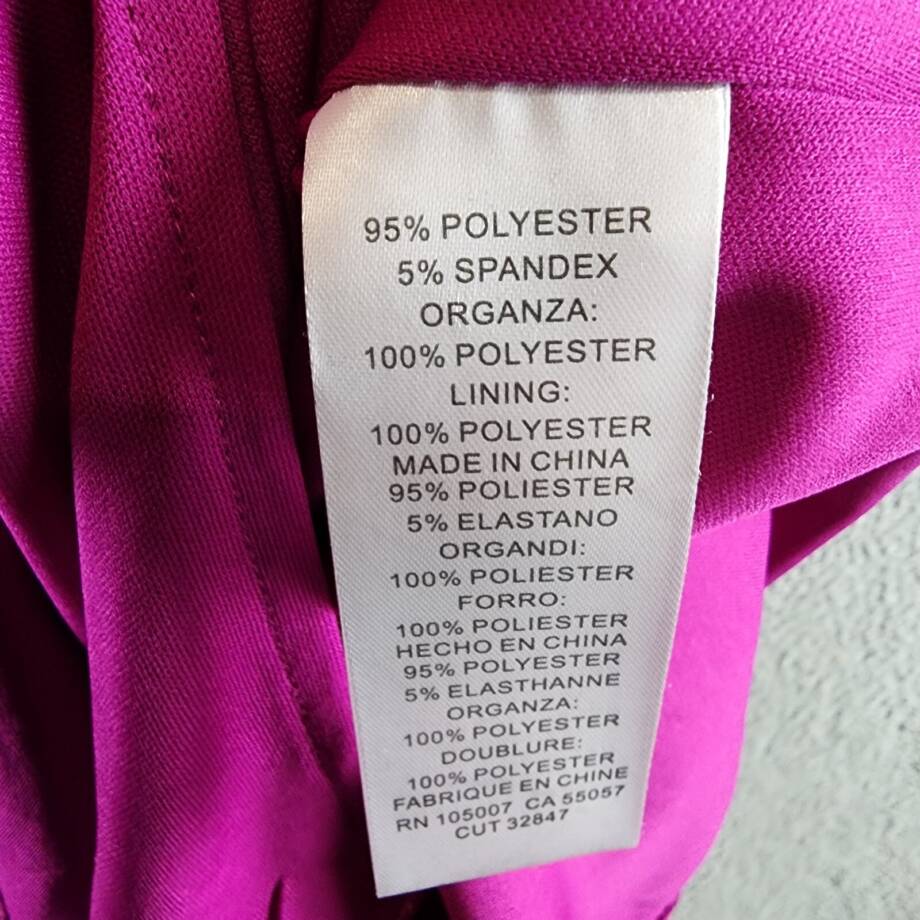 95% POLYESTER
5% SPANDEX
ORGANZA:
100% POLYESTER
LINING:
100% POLYESTER
MADE IN CHINA
95% POLIESTER
5% ELASTANO
ORGANDI:
100% POLIESTER
FORRO:
100% POLIESTER
HECHO EN CHINA
95% POLYESTER
5% ELASTHANNE
ORGANZA:
100% POLYESTER
DOUBLURE:
100% POLYESTER
FABRIQUE EN CHINE
RN 105007 CA 55057
CUT 32847